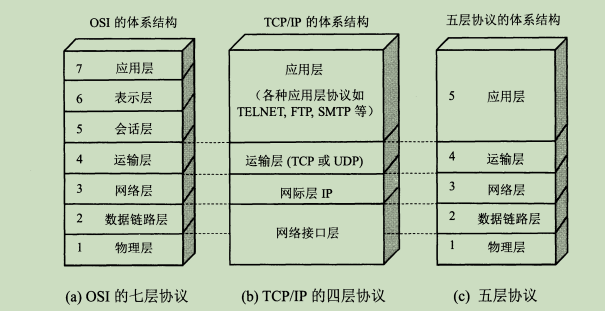 OSI 的体系结构
TCP/IP 的体系结构
五层协议的体系结构
7 应用层
6 表示层
5 会话层
4 运输层
3 网络层
2 数据链路层
1 物理层
应用层
(各种应用层协议如
TELNET, FTP, SMTP 等)
运输层 (TCP 或 UDP)
网际层 IP
网络接口层
5 应用层
4 运输层
3 网络层
2 数据链路层
1 物理层
(a) OSI 的七层协议
(b) TCP/IP 的四层协议
(c) 五层协议